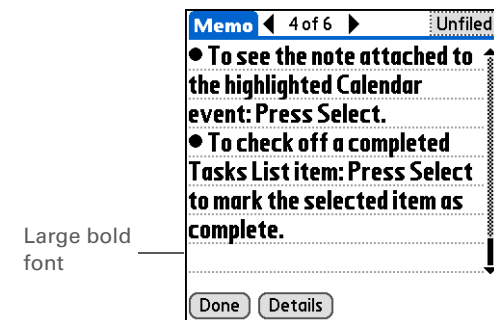 Memo 4 of 6 Unfiled
● To see the note attached to
the highlighted Calendar
event: Press Select.
● To check off a completed
Tasks List item: Press Select
to mark the selected item as
complete.
Large bold
font
Done Details